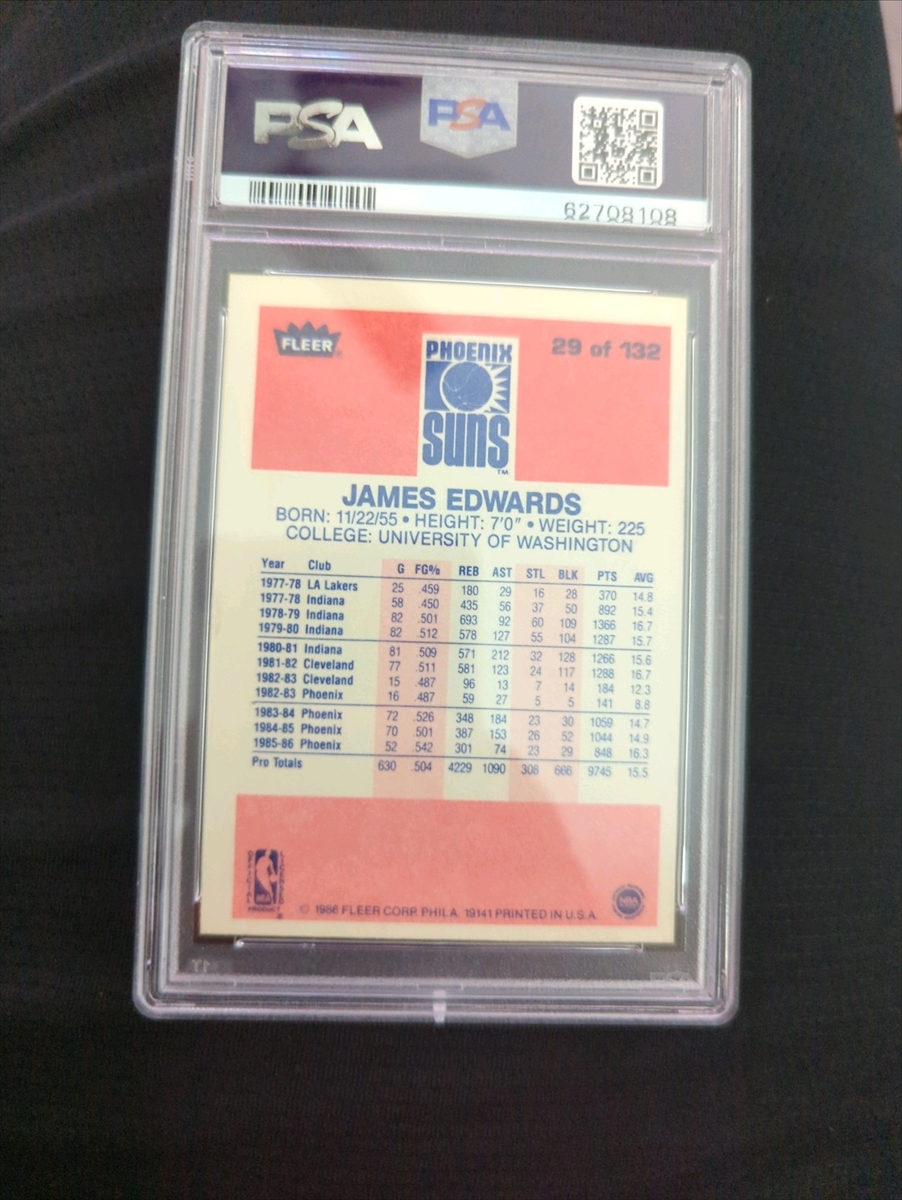 PSA PSA
62708108
FLEER
PHOENIX
SUNS
TM
29 of 132
JAMES EDWARDS
BORN: 11/22/55 • HEIGHT: 7'0" • WEIGHT: 225
COLLEGE: UNIVERSITY OF WASHINGTON
Year Club G FG% REB AST STL BLK PTS AVG
1977-78 LA Lakers 25 .459 180 29 16 28 370 14.8
1977-78 Indiana 58 .450 435 56 37 50 892 15.4
1978-79 Indiana 82 .501 693 92 60 109 1366 16.7
1979-80 Indiana 82 .512 578 127 55 104 1287 15.7
1980-81 Indiana 81 .509 571 212 32 128 1266 15.6
1981-82 Cleveland 77 .511 581 123 24 117 1288 16.7
1982-83 Cleveland 15 .487 96 13 7 14 184 12.3
1982-83 Phoenix 16 .487 59 27 5 5 141 8.8
1983-84 Phoenix 72 .526 348 184 23 30 1059 14.7
1984-85 Phoenix 70 .501 387 153 26 52 1044 14.9
1985-86 Phoenix 52 .542 301 74 23 29 848 16.3
Pro Totals 630 .504 4229 1090 308 666 9745 15.5
OFFICIAL LICENSED
NBA
PRODUCT
© 1986 FLEER CORP. PHILA. 19141 PRINTED IN U.S.A.
NBA